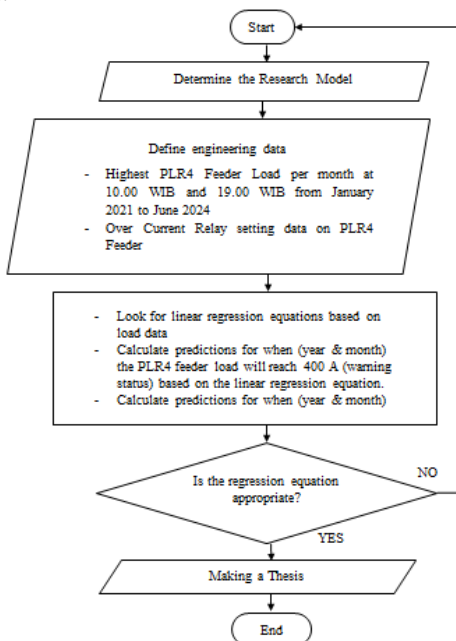 Start
Determine the Research Model
Define engineering data
- Highest PLR4 Feeder Load per month at
10.00 WIB and 19.00 WIB from January
2021 to June 2024
- Over Current Relay setting data on PLR4
Feeder
- Look for linear regression equations based on
load data
- Calculate predictions for when (year & month)
the PLR4 feeder load will reach 400 A (warning
status) based on the linear regression equation.
- Calculate predictions for when (year & month)
Is the regression equation
appropriate?
NO
YES
Making a Thesis
End